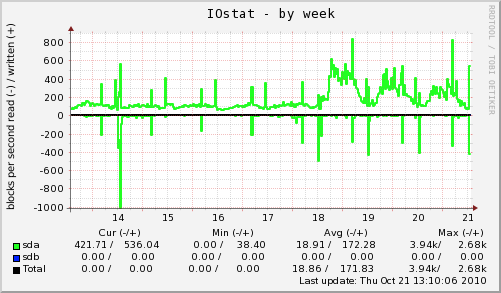 IOstat - by week
RRDTOOL / TOBI OETIKER
blocks per second read (-) / written (+)
800
600
400
200
0
-200
-400
-600
-800
-1000
14 15 16 17 18 19 20 21
Cur (-/+) Min (-/+) Avg (-/+) Max (-/+)
sda 421.71 / 536.04 0.00 / 38.40 18.91 / 172.28 3.94k/ 2.68k
sdb 0.00 / 0.00 0.00 / 0.00 0.00 / 0.00 0.00 / 0.00
Total 0.00 / 0.00 0.00 / 0.00 18.86 / 171.83 3.94k/ 2.68k
Last update: Thu Oct 21 13:10:06 2010